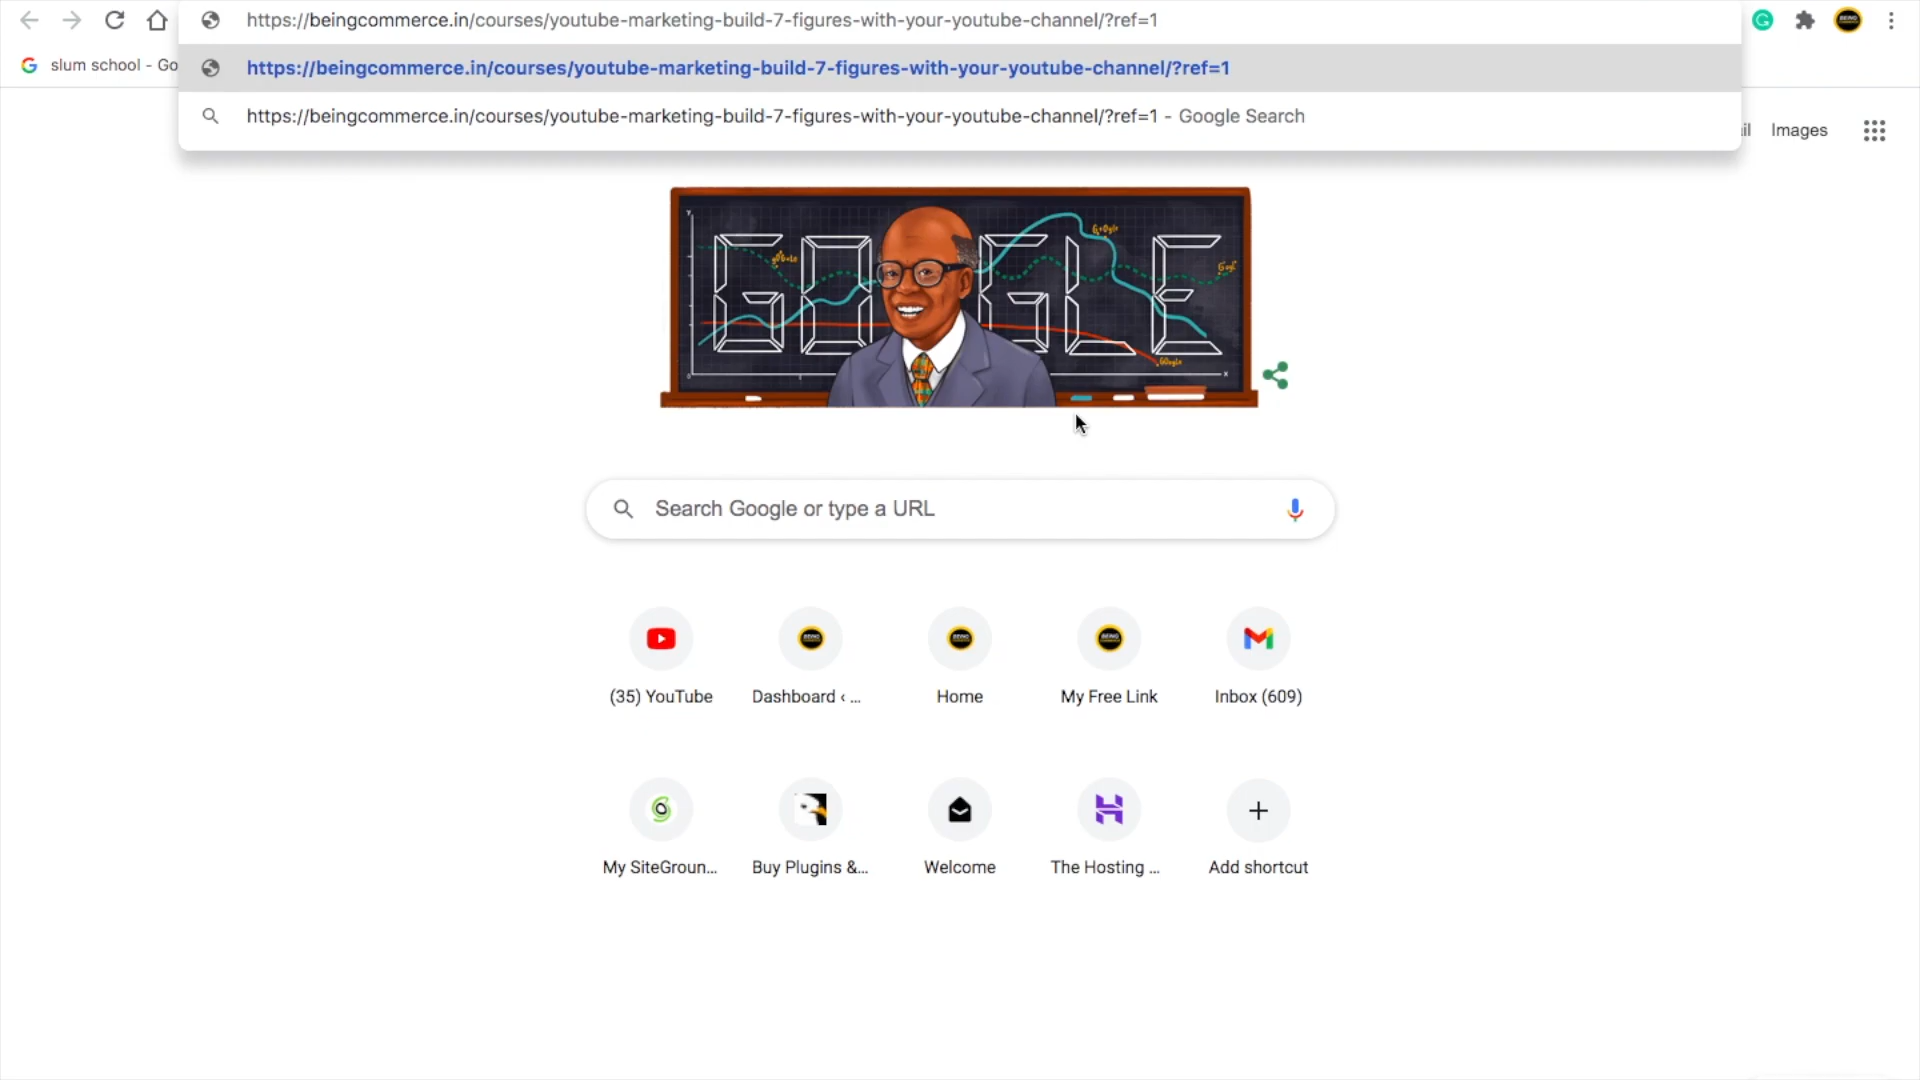 https://beingcommerce.in/courses/youtube-marketing-build-7-figures-with-your-youtube-channel/?ref=1
slum school - Go
https://beingcommerce.in/courses/youtube-marketing-build-7-figures-with-your-youtube-channel/?ref=1
https://beingcommerce.in/courses/youtube-marketing-build-7-figures-with-your-youtube-channel/?ref=1 - Google Search
il Images
GOGLE
Y
X
Search Google or type a URL
(35) YouTube
Dashboard ‹ ...
Home
My Free Link
Inbox (609)
My SiteGroun...
Buy Plugins &...
Welcome
The Hosting ...
Add shortcut